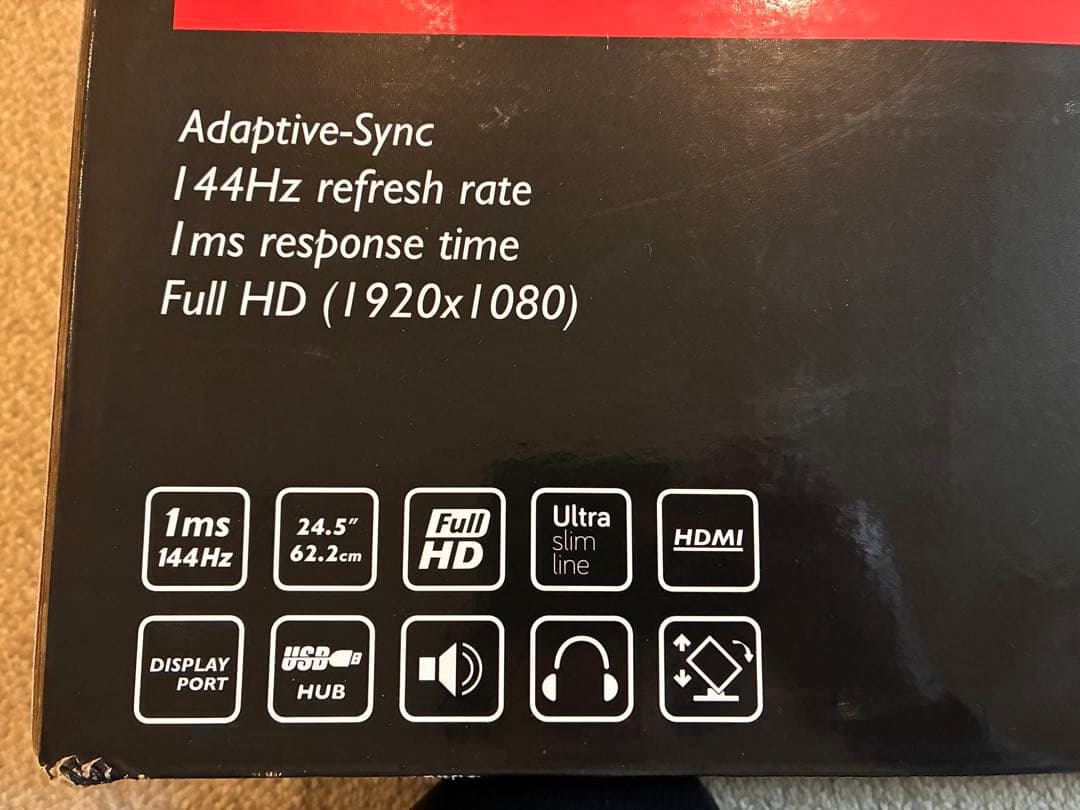 Adaptive-Sync
144Hz refresh rate
1ms response time
Full HD (1920x1080)
1ms
144Hz
24.5"
62.2cm
Full
HD
Ultra
slim
line
HDMI
DISPLAY
PORT
USB
HUB